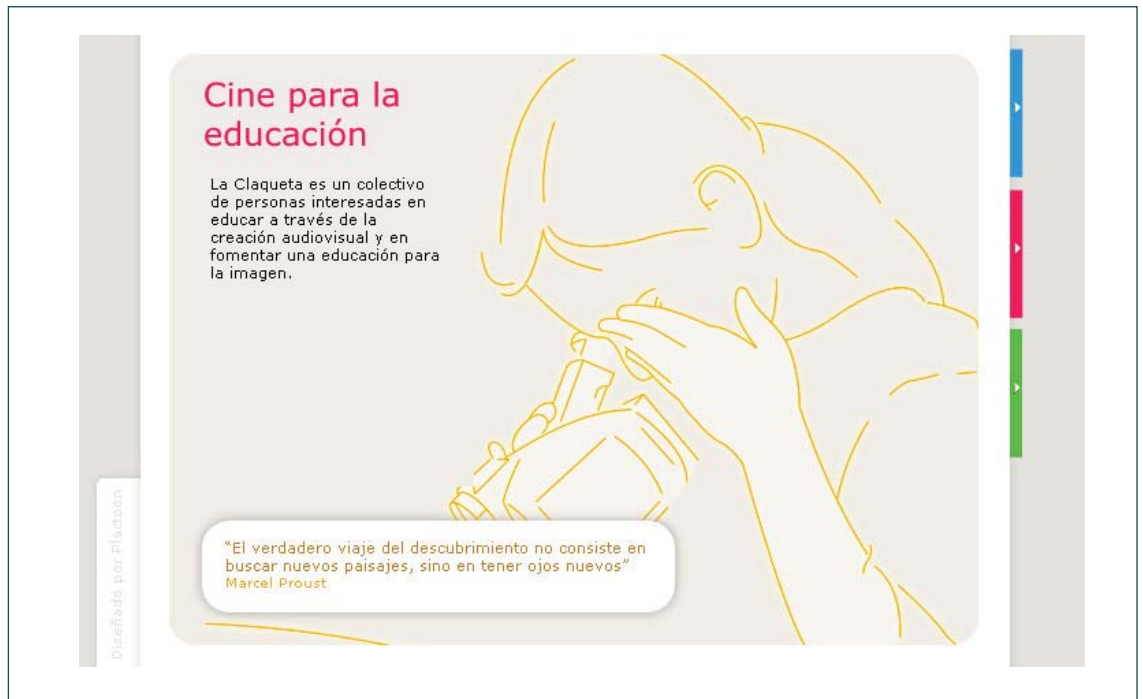 Cine para la
educación
La Claqueta es un colectivo
de personas interesadas en
educar a través de la
creación audiovisual y en
fomentar una educación para
la imagen.
“El verdadero viaje del descubrimiento no consiste en
buscar nuevos paisajes, sino en tener ojos nuevos”
Marcel Proust
Diseñado por Plactoon